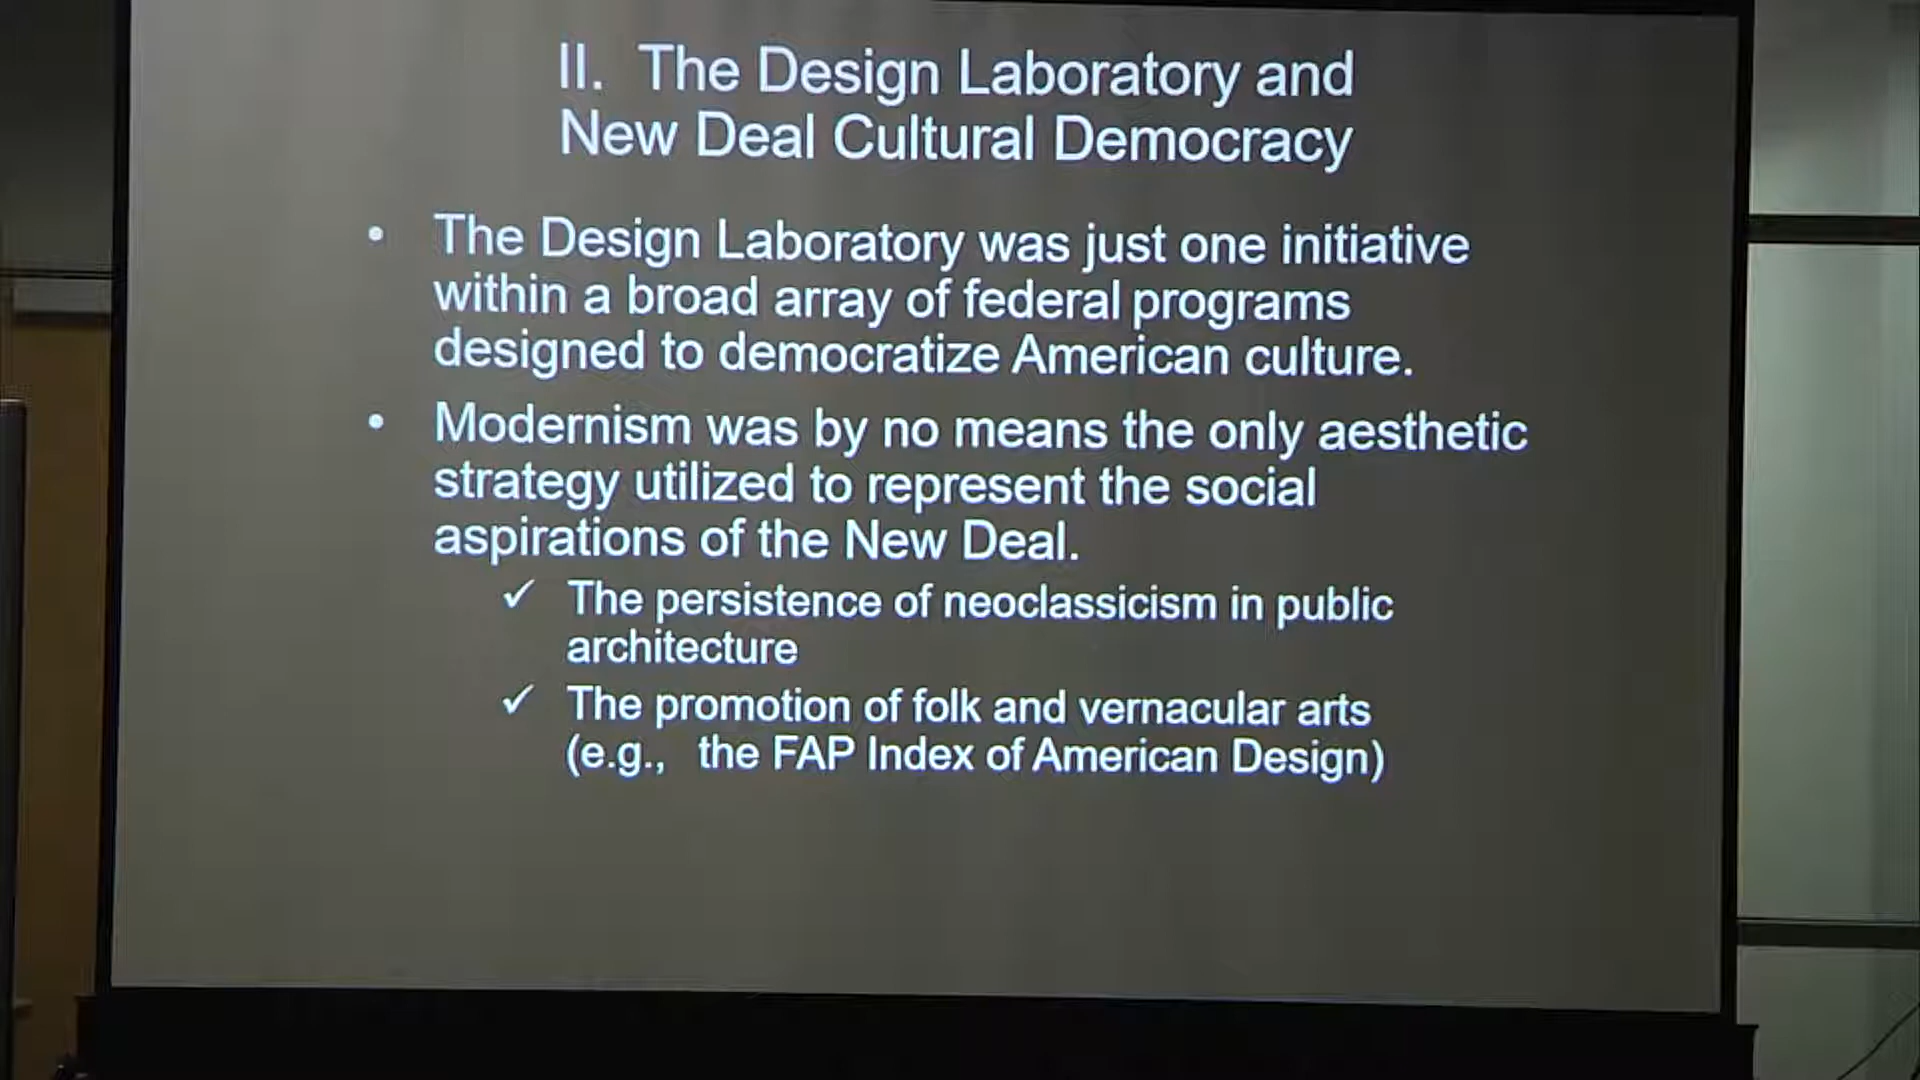 II. The Design Laboratory and
New Deal Cultural Democracy
• The Design Laboratory was just one initiative
within a broad array of federal programs
designed to democratize American culture.
• Modernism was by no means the only aesthetic
strategy utilized to represent the social
aspirations of the New Deal.
✓ The persistence of neoclassicism in public
architecture
✓ The promotion of folk and vernacular arts
(e.g., the FAP Index of American Design)